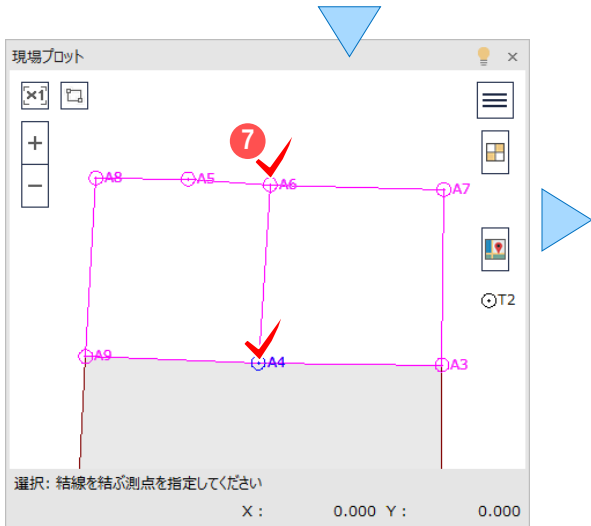 現場プロット
×1
7
A8
A5
A6
A7
T2
A9
A4
A3
選択: 結線を結ぶ測点を指定してください
X : 0.000 Y : 0.000